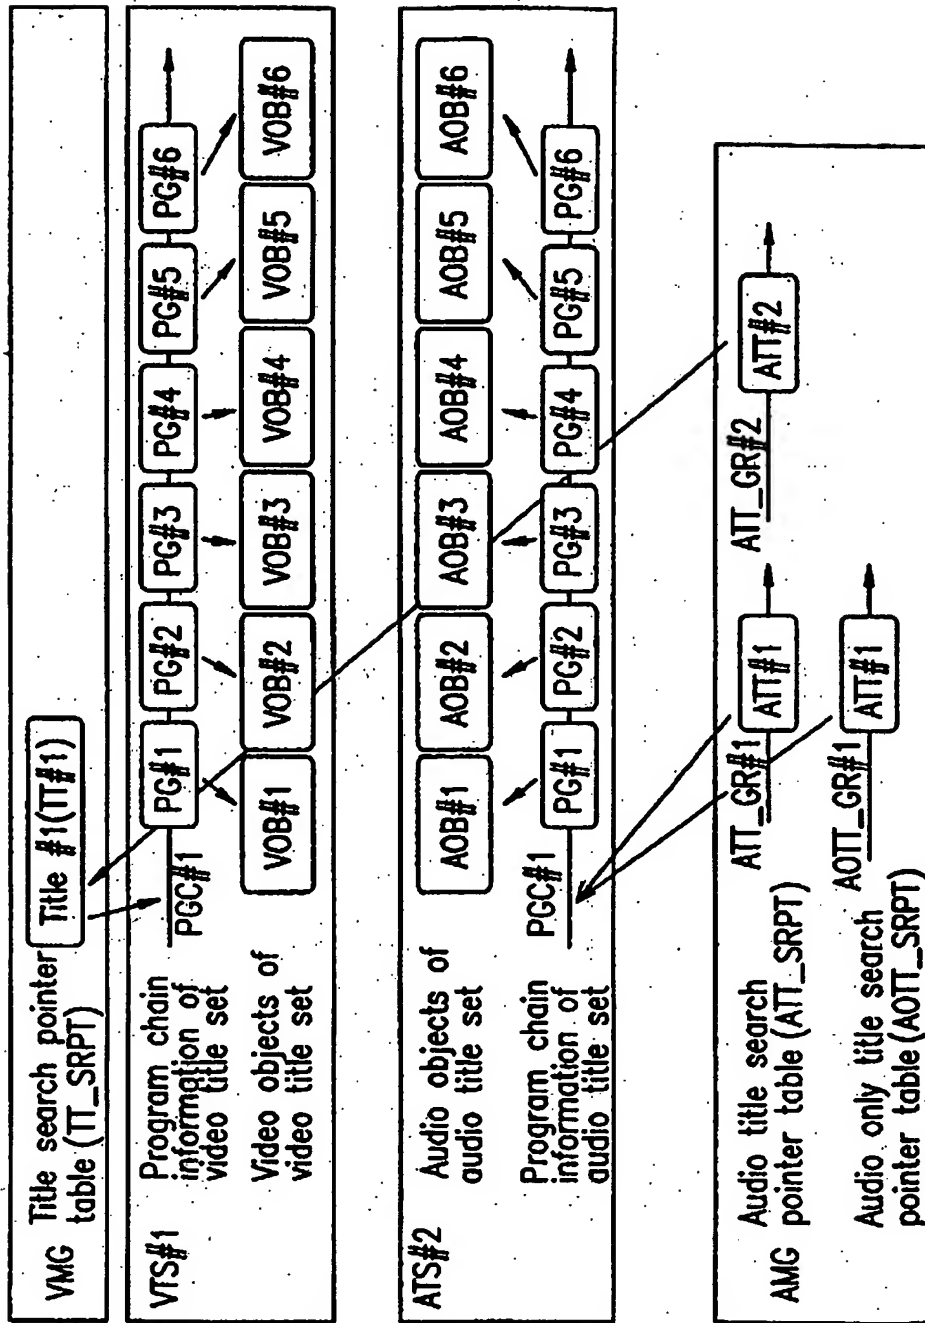 VMG
Title search pointer
table (TT_SRPT)
Title #1(TT#1)
VTS#1
Program chain
information of
video title set
PGC#1
PG#1
PG#2
PG#3
PG#4
PG#5
PG#6
Video objects of
video title set
VOB#1
VOB#2
VOB#3
VOB#4
VOB#5
VOB#6
ATS#2
Audio objects of
audio title set
AOB#1
AOB#2
AOB#3
AOB#4
AOB#5
AOB#6
Program chain
information of
audio title set
PGC#1
PG#1
PG#2
PG#3
PG#4
PG#5
PG#6
AMG
Audio title search
pointer table (ATT_SRPT)
ATT_GR#1
ATT#1
ATT_GR#2
ATT#2
Audio only title search
pointer table (AOTT_SRPT)
AOTT_GR#1
ATT#1